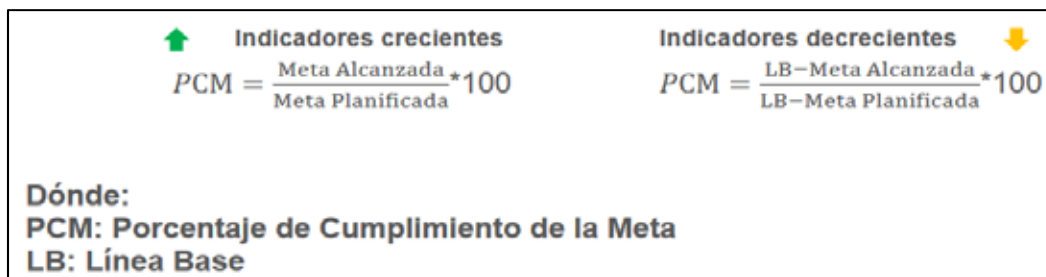 Indicadores crecientes
PCM = Meta Alcanzada / Meta Planificada *100
Indicadores decrecientes
PCM = LB−Meta Alcanzada / LB−Meta Planificada *100
Dónde:
PCM: Porcentaje de Cumplimiento de la Meta
LB: Línea Base